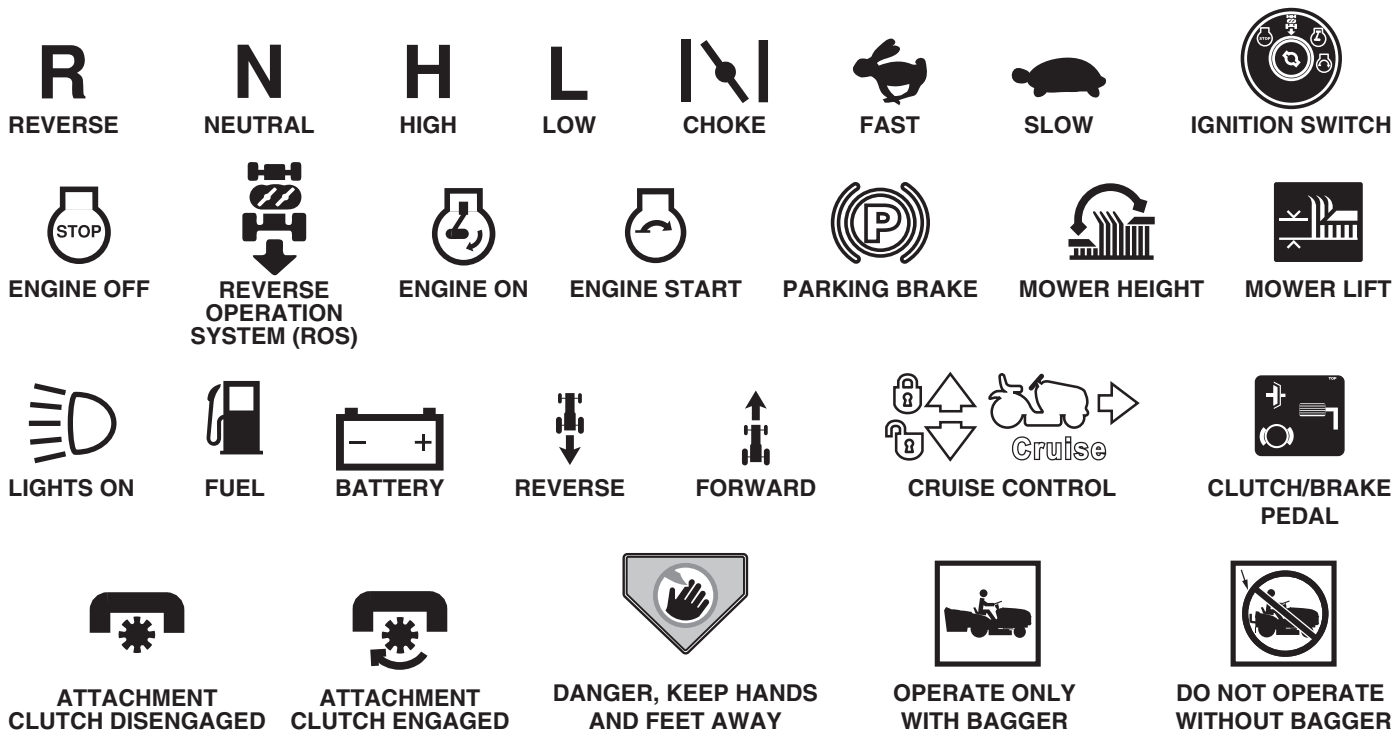 R N H L
REVERSE NEUTRAL HIGH LOW CHOKE FAST SLOW IGNITION SWITCH
STOP
STOP P
ENGINE OFF REVERSE OPERATION SYSTEM (ROS) ENGINE ON ENGINE START PARKING BRAKE MOWER HEIGHT MOWER LIFT
TOP
Cruise
LIGHTS ON FUEL BATTERY REVERSE FORWARD CRUISE CONTROL CLUTCH/BRAKE
PEDAL
ATTACHMENT
CLUTCH DISENGAGED
ATTACHMENT
CLUTCH ENGAGED
DANGER, KEEP HANDS
AND FEET AWAY
OPERATE ONLY
WITH BAGGER
DO NOT OPERATE
WITHOUT BAGGER